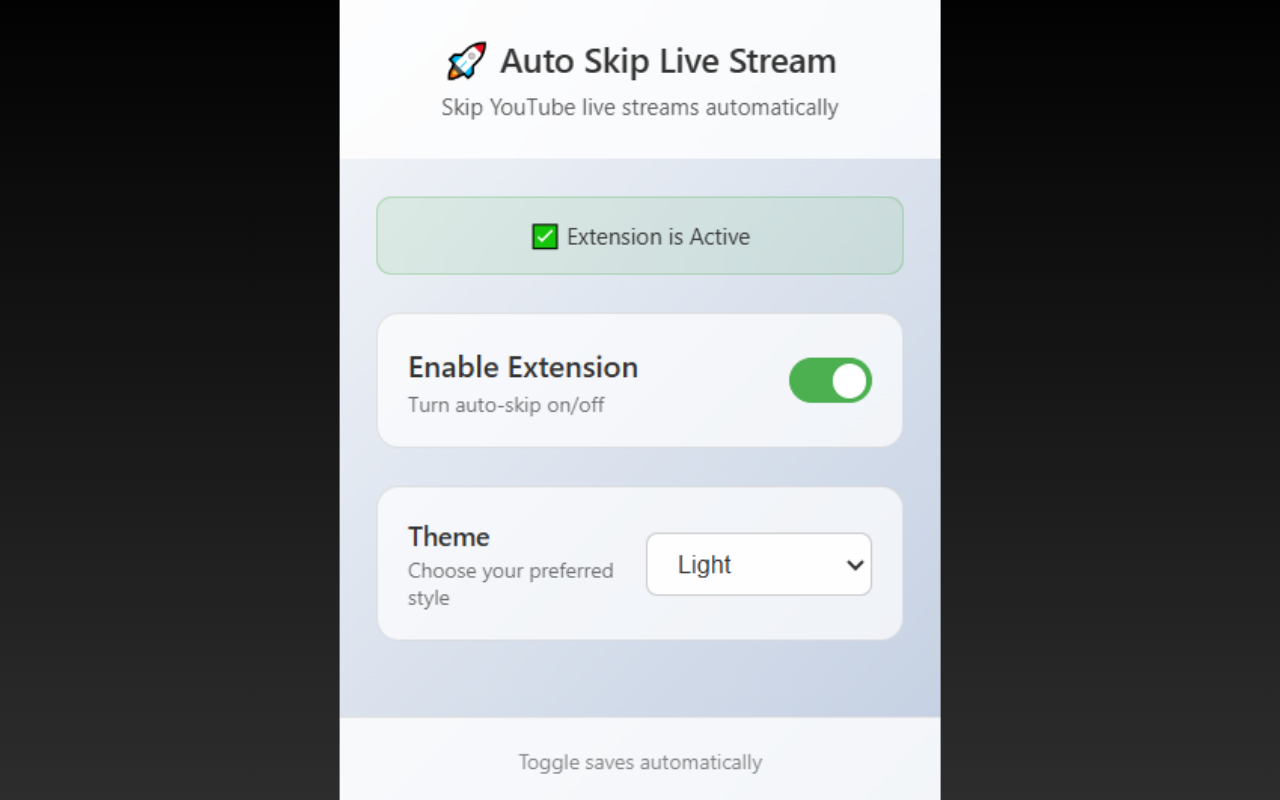 🚀 Auto Skip Live Stream
Skip YouTube live streams automatically
✅ Extension is Active
Enable Extension
Turn auto-skip on/off
Theme
Choose your preferred
style
Light
Toggle saves automatically